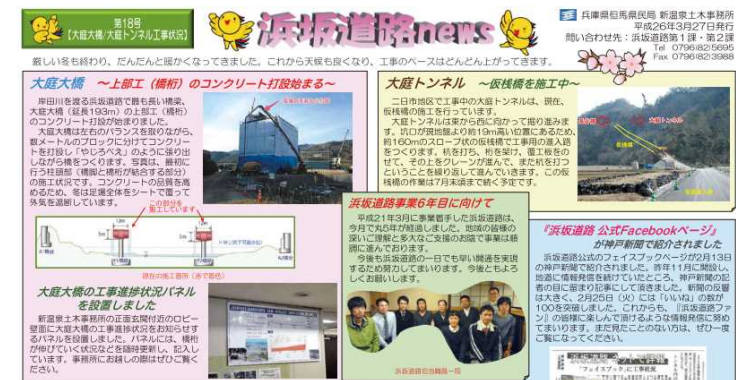 第18号
【大庭大橋/大庭トンネル工事状況】
浜坂道路news
兵庫県但馬県民局 新温泉土木事務所
平成26年3月27日発行
問い合わせ先:浜坂道路第1課・第2課
Tel 0796(82)5695
Fax 0796(82)3988
厳しい冬も終わり、だんだんと暖かくなってきました。これから天候も良くなり、工事のペースはどんどん上がってきます。
大庭大橋 ~上部工(橋桁)のコンクリート打設始まる~
岸田川を渡る浜坂道路で最も長い橋梁、
大庭大橋(延長193m)の上部工(橋桁)
のコンクリート打設が始まりました。
大庭大橋は左右のバランスを取りながら、
数メートルのブロックに分けてコンクリー
トを打設し「やじろべえ」のように張り出
しながら橋をつくります。写真は、最初に
行う柱頭部(橋脚と橋桁が結合する部分)
の施工状況です。コンクリートの品質を高
めるため、冬は足場全体をシートで覆って
外気を遮断しています。
この部分を
施工しています
現在の施工箇所(赤で着色)
大庭大橋の工事進捗状況パネル
を設置しました
新温泉土木事務所の正面玄関付近のロビー
壁面に大庭大橋の工事進捗状況をお知らせす
るパネルを設置しました。パネルには、橋桁
が伸びていく状況などを随時更新し、記入し
ています。事務所にお越しの際はぜひご覧く
ださい。
大庭トンネル ~仮桟橋を施工中~
二日市地区で工事中の大庭トンネルは、現在、
仮桟橋の施工を行っています。
大庭トンネルは東から西に向かって掘り進みま
す。坑口が現地盤より約19m高い位置にあるため、
約160mのスロープ状の仮桟橋で工事用の進入路
をつくります。杭を打ち、桁を架け、覆工板をの
せて、その上をクレーンが進んで、また杭を打つ
ということを繰り返して進んでいきます。この仮
桟橋の作業は7月末頃まで続く予定です。
大庭トンネル
仮桟橋
浜坂道路事業6年目に向けて
平成21年3月に事業着手した浜坂道路は、
今月で丸5年が経過しました。地域の皆様の
深いご理解と多大なご支援のお陰で事業は順
調に進んでおります。
今後も浜坂道路の一日でも早い開通を実現
するため努力してまいります。今後ともよろ
しくお願いします。
浜坂道路担当職員一同
『浜坂道路 公式Facebookページ』
が神戸新聞で紹介されました
浜坂道路公式のフェイスブックページが2月13日
の神戸新聞で紹介されました。昨年11月に開設し、
地道に情報発信を続けていたところ、神戸新聞の記
者の目に留まり記事にして頂きました。新聞の反響
は大きく、2月25日(火)には「いいね」の数が
100を突破しました。これからも、『浜坂道路ファ
ン』の皆様に楽しんで頂けるような情報発信に努め
てまいります。まだ見たことのない方は、ぜひ一度
ご覧になってください。
「フェイスブック」に工事状況